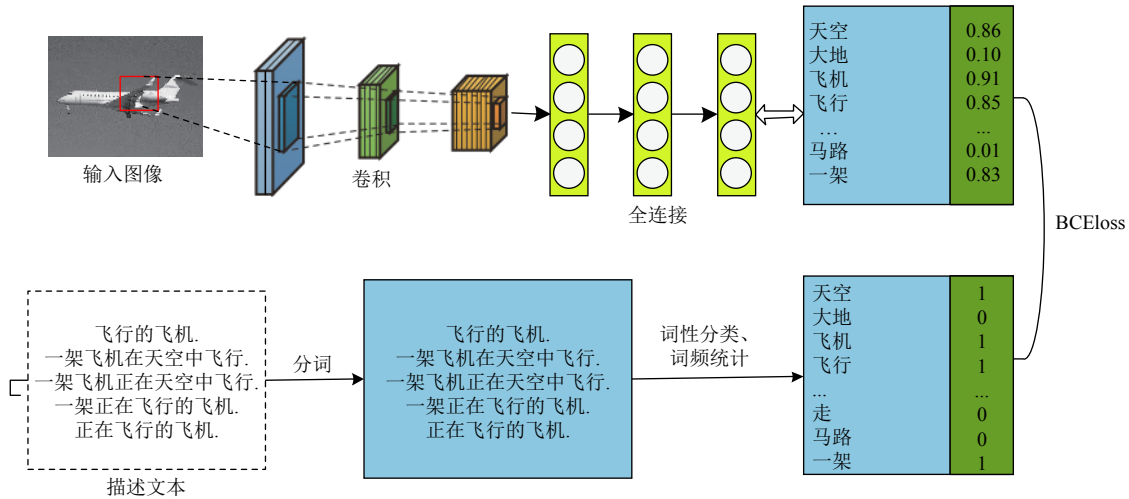 输入图像
卷积
全连接
天空 0.86
大地 0.10
飞机 0.91
飞行 0.85
... ...
马路 0.01
一架 0.83
BCEloss
飞行的飞机.
一架飞机在天空中飞行.
一架飞机正在天空中飞行.
一架正在飞行的飞机.
正在飞行的飞机.
描述文本
分词
飞行的飞机.
一架飞机在天空中飞行.
一架飞机正在天空中飞行.
一架正在飞行的飞机.
正在飞行的飞机.
词性分类、
词频统计
天空 1
大地 0
飞机 1
飞行 1
... ...
走 0
马路 0
一架 1